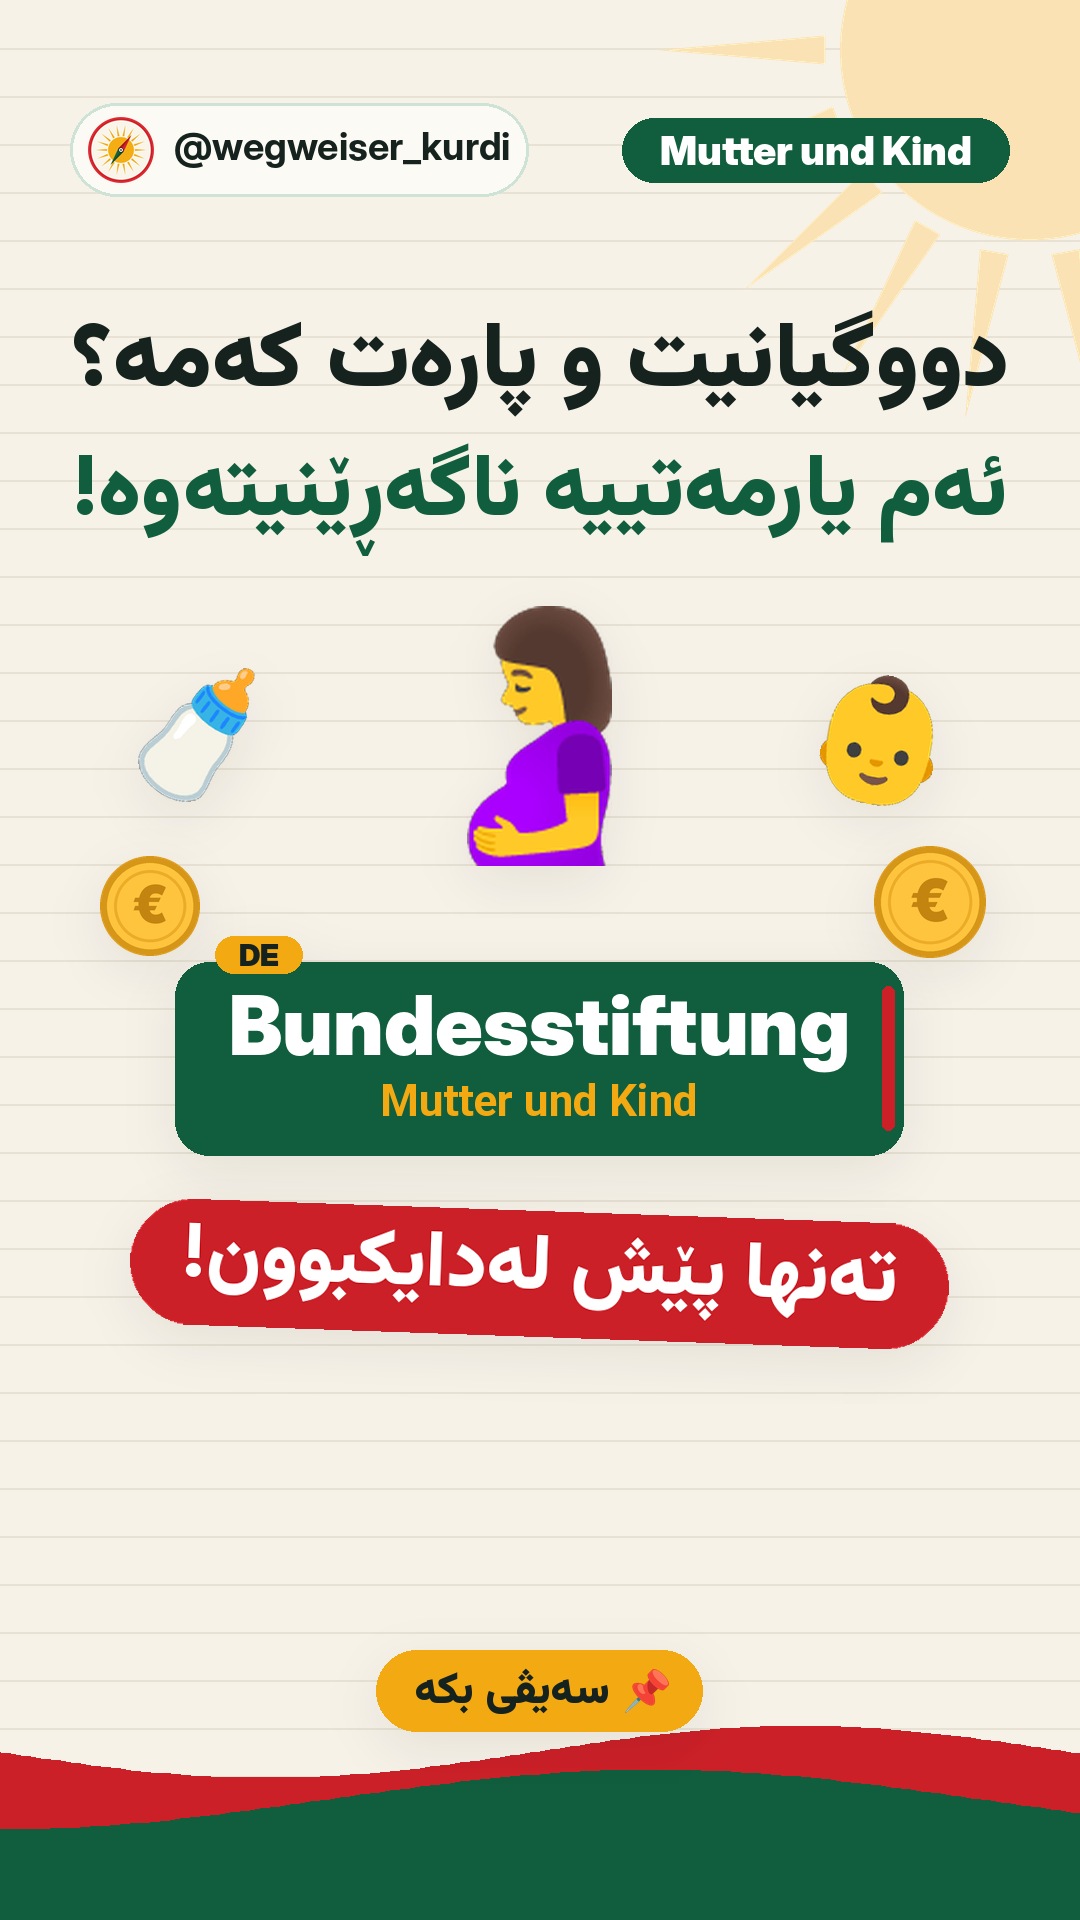 @wegweiser_kurdi
Mutter und Kind
دووگیانیت و پارەت کەمە؟
ئەم یارمەتییە ناگەڕێنیتەوە!
€
€
DE
Bundesstiftung
Mutter und Kind
تەنها پێش لەدایکبوون!
📌 سەیڤی بکە